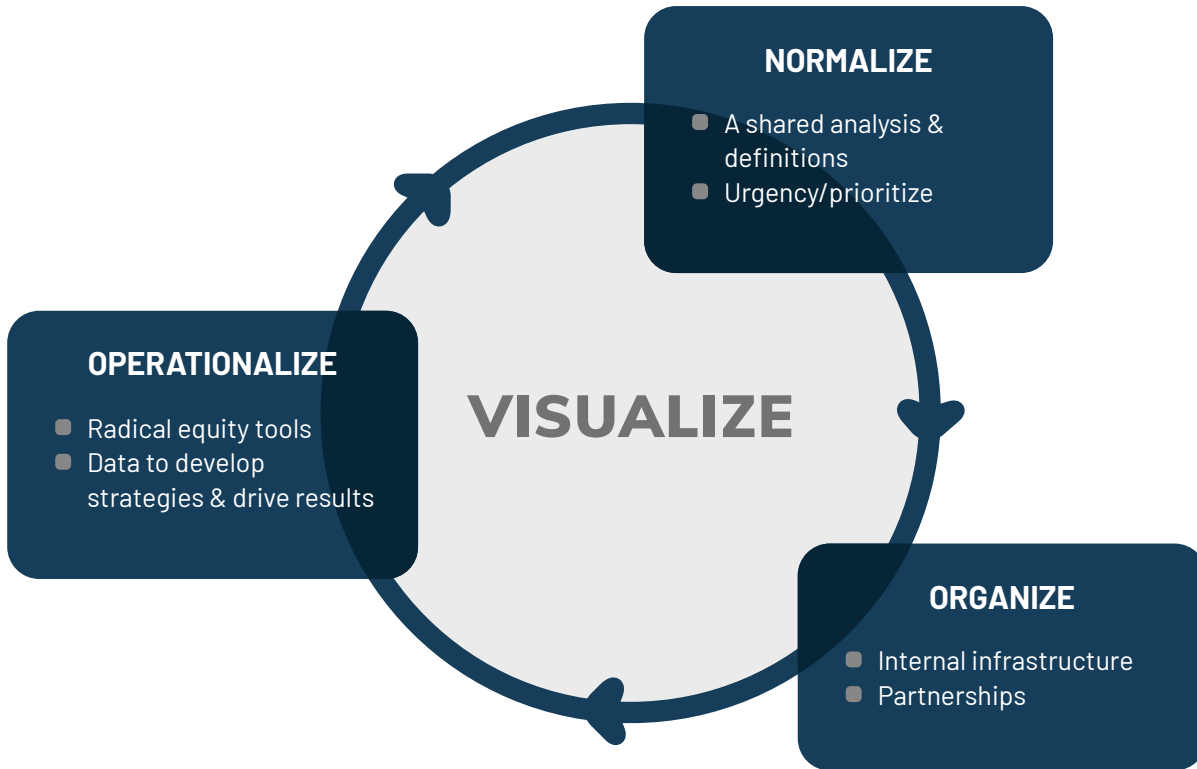 NORMALIZE
A shared analysis &
definitions
Urgency/prioritize
OPERATIONALIZE
Radical equity tools
Data to develop
strategies & drive results
VISUALIZE
ORGANIZE
Internal infrastructure
Partnerships